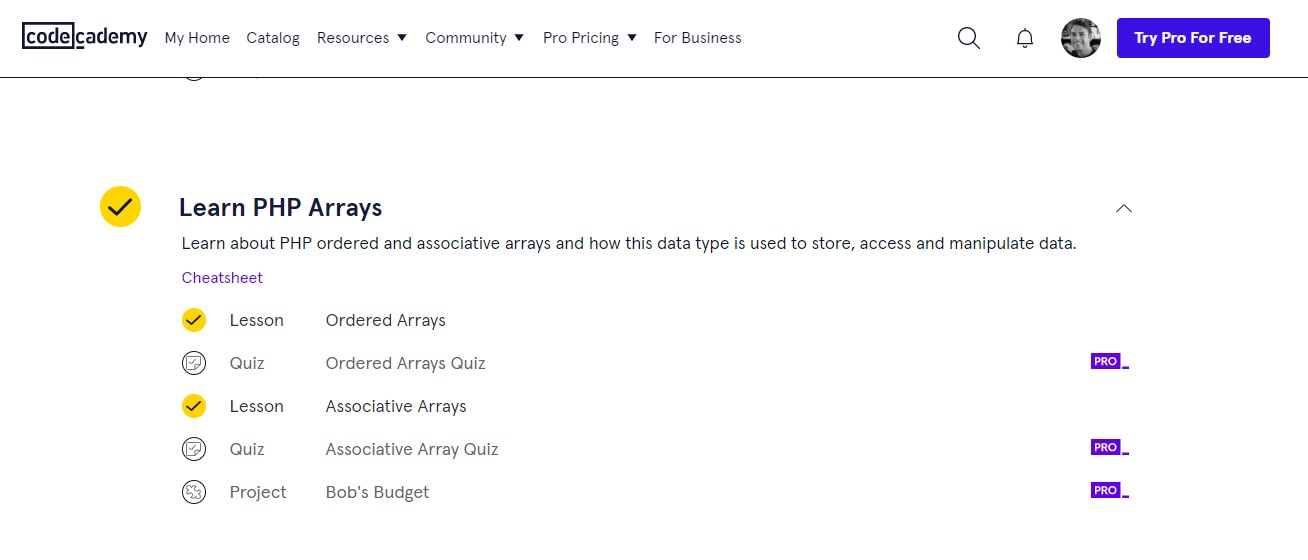 codecademy My Home Catalog Resources Community Pro Pricing For Business Try Pro For Free
Learn PHP Arrays
Learn about PHP ordered and associative arrays and how this data type is used to store, access and manipulate data.
Cheatsheet
Lesson Ordered Arrays
Quiz Ordered Arrays Quiz PRO
Lesson Associative Arrays
Quiz Associative Array Quiz PRO
Project Bob's Budget PRO